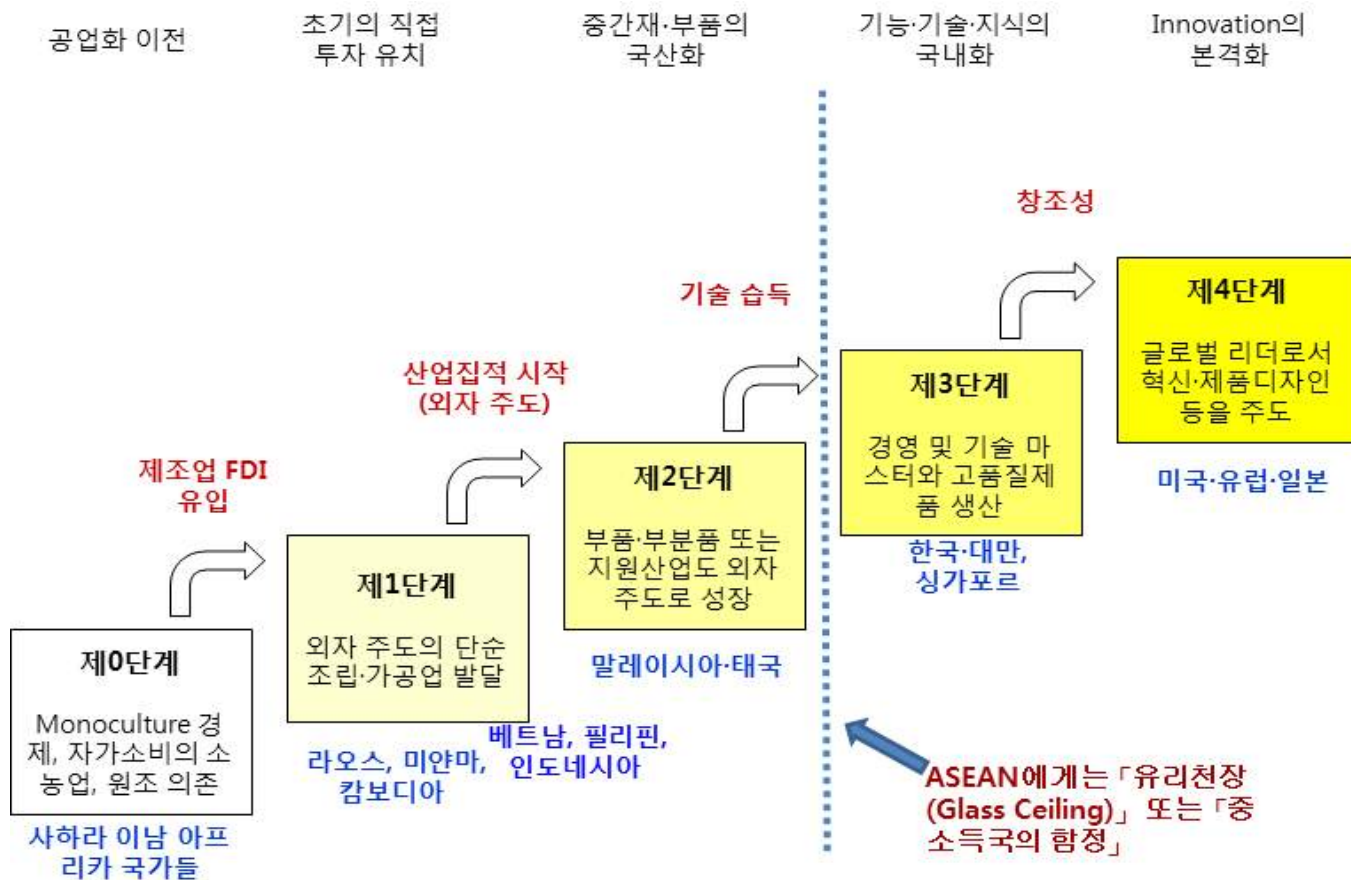 공업화 이전
초기의 직접
투자 유치
중간재·부품의
국산화
기능·기술·지식의
국내화
Innovation의
본격화
창조성
기술 습득
산업집적 시작
(외자 주도)
제조업 FDI
유입
제0단계
Monoculture 경
제, 자가소비의 소
농업, 원조 의존
사하라 이남 아프
리카 국가들
제1단계
외자 주도의 단순
조립·가공업 발달
라오스, 미얀마,
캄보디아
베트남, 필리핀,
인도네시아
제2단계
부품·부분품 또는
지원산업도 외자
주도로 성장
말레이시아·태국
제3단계
경영 및 기술 마
스터와 고품질제
품 생산
한국·대만,
싱가포르
제4단계
글로벌 리더로서
혁신·제품디자인
등을 주도
미국·유럽·일본
ASEAN에게는「유리천장
(Glass Ceiling)」 또는「중
소득국의 함정」